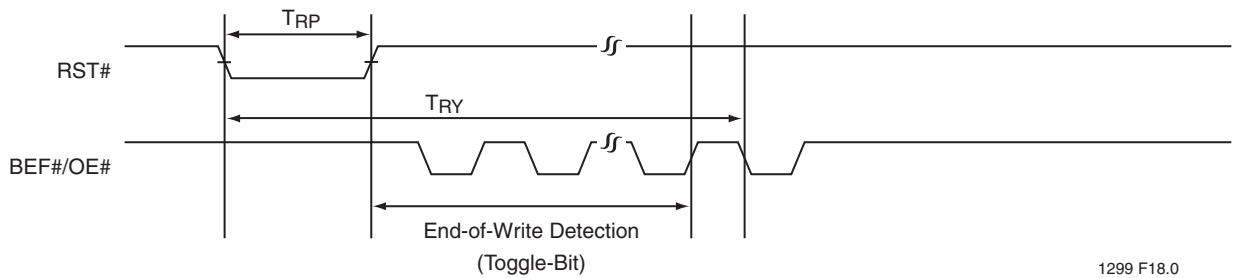 TRP
RST#
TRY
BEF#/OE#
End-of-Write Detection
(Toggle-Bit)
1299 F18.0